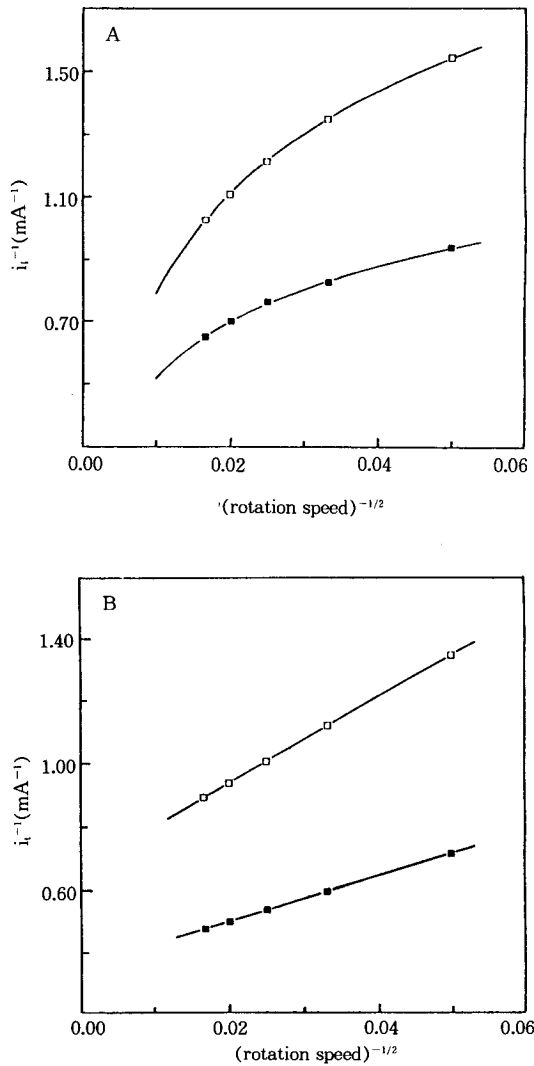 A
1.50
1.10
0.70
i_l⁻¹(mA⁻¹)
0.00 0.02 0.04 0.06
(rotation speed)⁻¹/²
B
1.40
1.00
0.60
i_l⁻¹(mA⁻¹)
0.00 0.02 0.04 0.06
(rotation speed)⁻¹/²